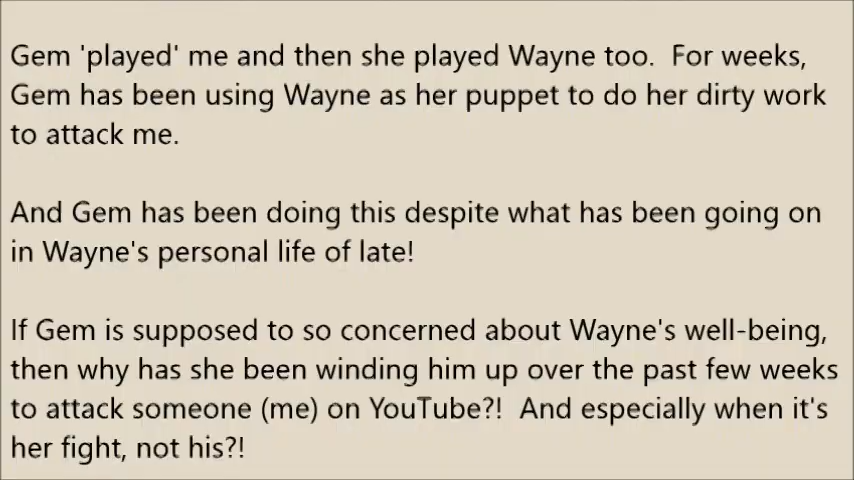 Gem 'played' me and then she played Wayne too.  For weeks,
Gem has been using Wayne as her puppet to do her dirty work
to attack me.
And Gem has been doing this despite what has been going on
in Wayne's personal life of late!
If Gem is supposed to so concerned about Wayne's well-being,
then why has she been winding him up over the past few weeks
to attack someone (me) on YouTube?!  And especially when it's
her fight, not his?!